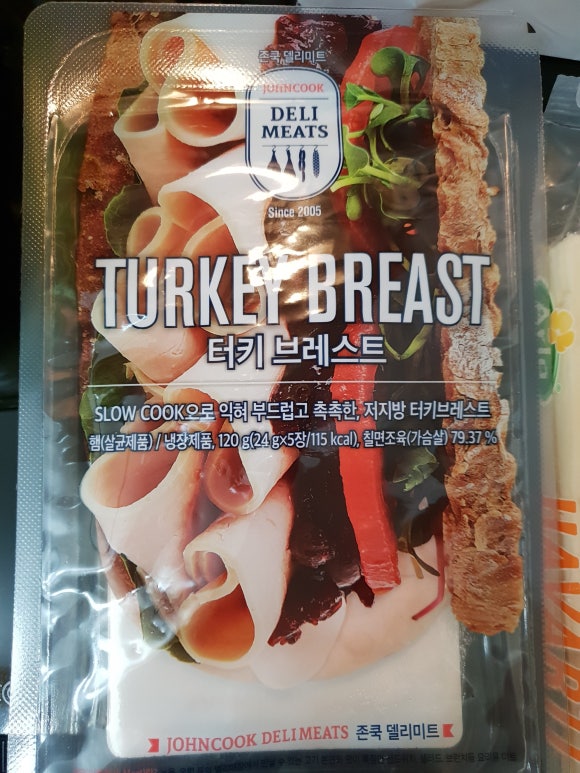 존쿡 델리미트
JOHNCOOK
DELI
MEATS
Since 2005
TURKEY BREAST
터키 브레스트
SLOW COOK으로 익혀 부드럽고 촉촉한, 저지방 터키브레스트
햄(살균제품) / 냉장제품, 120 g(24 g×5장/115 kcal), 칠면조육(가슴살) 79.37 %
JOHNCOOK DELIMEATS 존쿡 델리미트